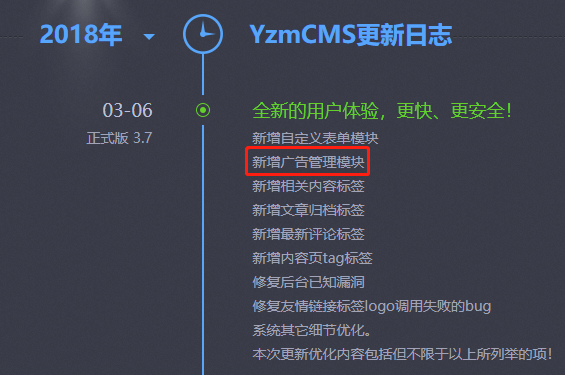 2018年
YzmCMS更新日志
03-06
正式版 3.7
全新的用户体验，更快、更安全！
新增自定义表单模块
新增广告管理模块
新增相关内容标签
新增文章归档标签
新增最新评论标签
新增内容页tag标签
修复后台已知漏洞
修复友情链接标签logo调用失败的bug
系统其它细节优化。
本次更新优化内容包括但不限于以上所列举的项！